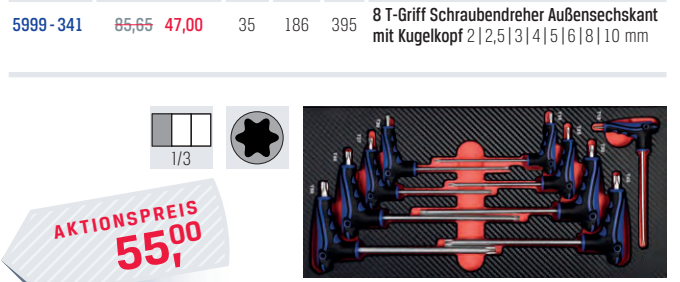 5999-341 85,65 47,00 35 186 395 8 T-Griff Schraubendreher Außensechskant
mit Kugelkopf 2|2,5|3|4|5|6|8|10 mm
1/3
AKTIONSPREIS
55,00